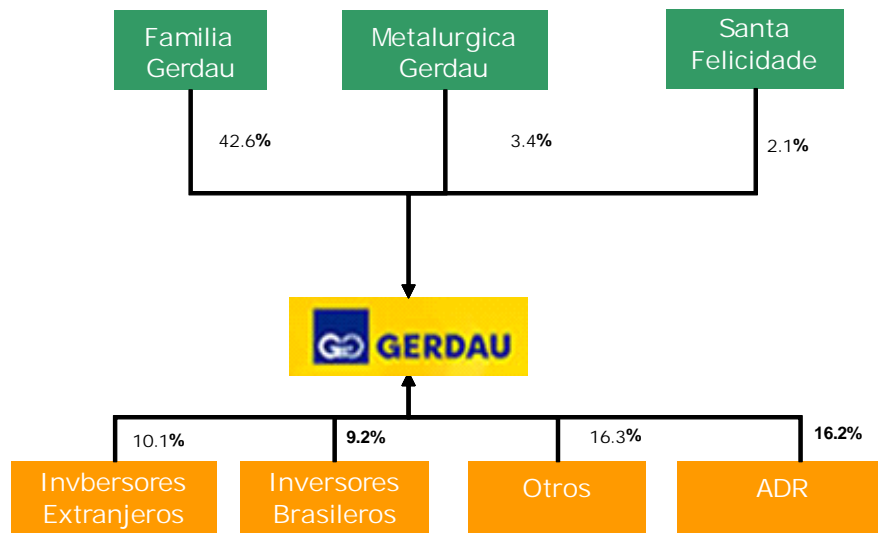 Familia
Gerdau
Metalurgica
Gerdau
Santa
Felicidade
42.6%
3.4%
2.1%
GG GERDAU
10.1%
9.2%
16.3%
16.2%
Invbersores
Extranjeros
Inversores
Brasileros
Otros
ADR